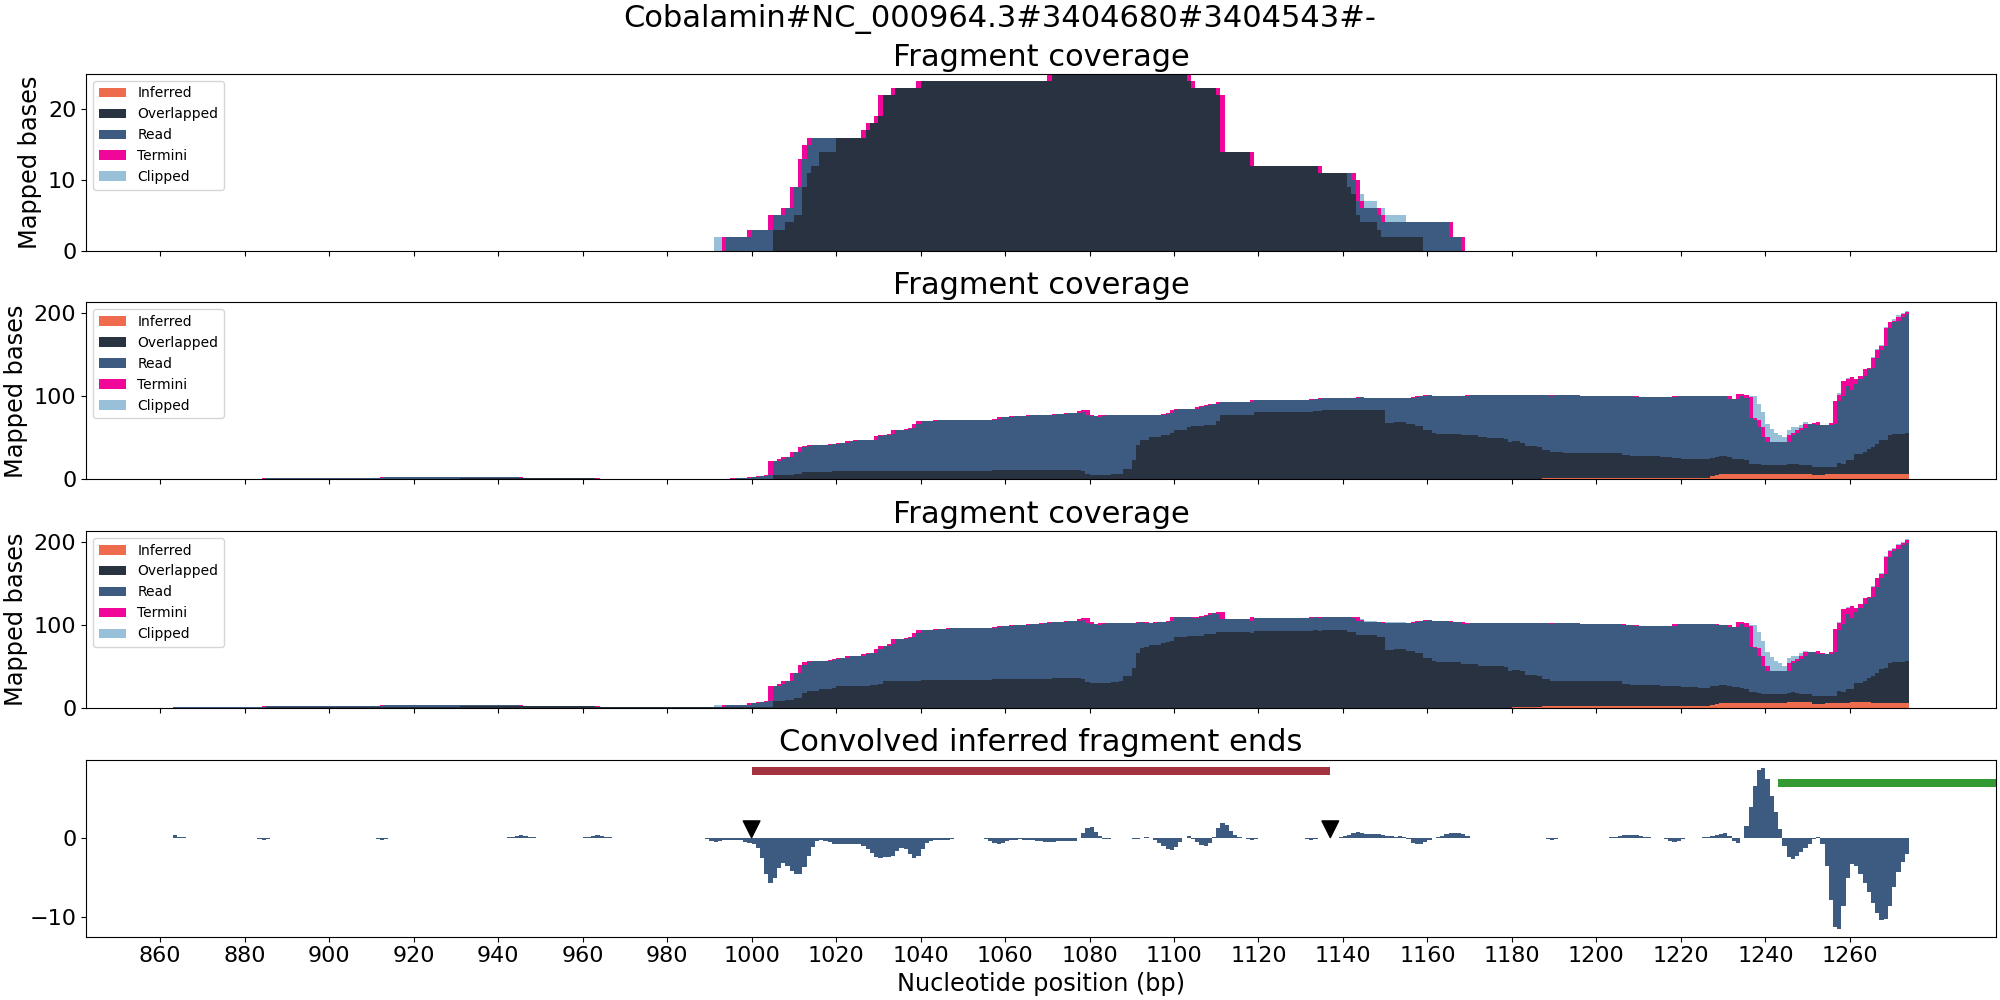 Cobalamin#NC_000964.3#3404680#3404543#-
Fragment coverage
Mapped bases
20
10
0
Inferred
Overlapped
Read
Termini
Clipped
Fragment coverage
Mapped bases
200
100
0
Inferred
Overlapped
Read
Termini
Clipped
Fragment coverage
Mapped bases
200
100
0
Inferred
Overlapped
Read
Termini
Clipped
Convolved inferred fragment ends
0
−10
860 880 900 920 940 960 980 1000 1020 1040 1060 1080 1100 1120 1140 1160 1180 1200 1220 1240 1260
Nucleotide position (bp)